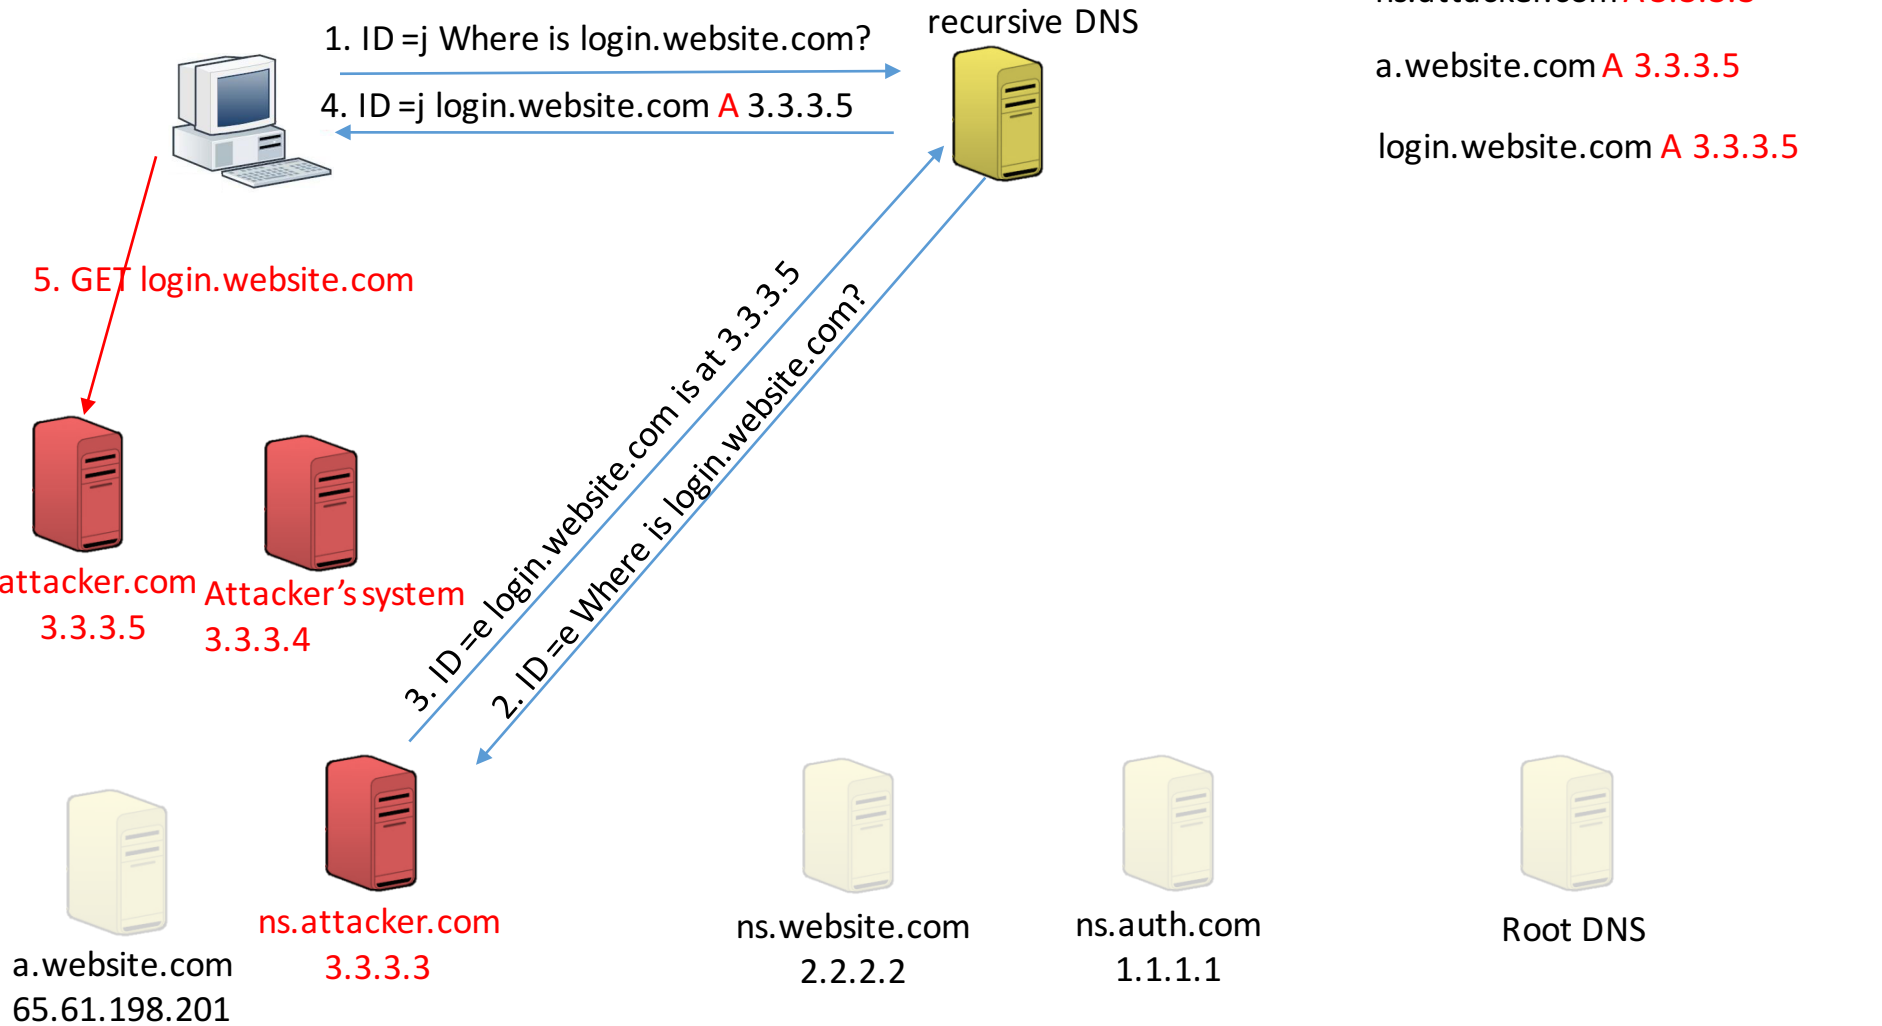 recursive DNS
1. ID =j Where is login.website.com?
4. ID =j login.website.com A 3.3.3.5
a.website.com A 3.3.3.5
login.website.com A 3.3.3.5
5. GET login.website.com
3. ID =e login.website.com is at 3.3.3.5
2. ID =e Where is login.website.com?
attacker.com
3.3.3.5
Attacker's system
3.3.3.4
ns.attacker.com
3.3.3.3
a.website.com
65.61.198.201
ns.website.com
2.2.2.2
ns.auth.com
1.1.1.1
Root DNS